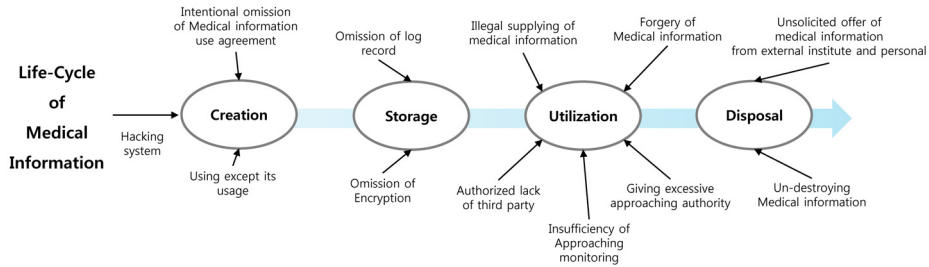 Life-Cycle
of
Medical
Information
Hacking
system
Intentional omission
of Medical information
use agreement
Creation
Using except its
usage
Omission of log
record
Storage
Omission of
Encryption
Illegal supplying of
medical information
Forgery of
Medical information
Utilization
Authorized lack
of third party
Insufficiency of
Approaching
monitoring
Giving excessive
approaching authority
Unsolicited offer of
medical information
from external institute and personal
Disposal
Un-destroying
Medical information